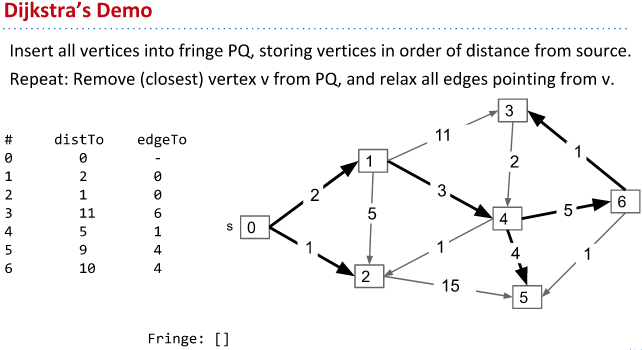 Dijkstra's Demo
Insert all vertices into fringe PQ, storing vertices in order of distance from source.
Repeat: Remove (closest) vertex v from PQ, and relax all edges pointing from v.
# distTo edgeTo
0 0 -
1 2 0
2 1 0
3 11 6
4 5 1
5 9 4
6 10 4
3
11
1
2
1
2
3
6
5
5
4
s 0
1
1
4
1
2
15
5
Fringe: []